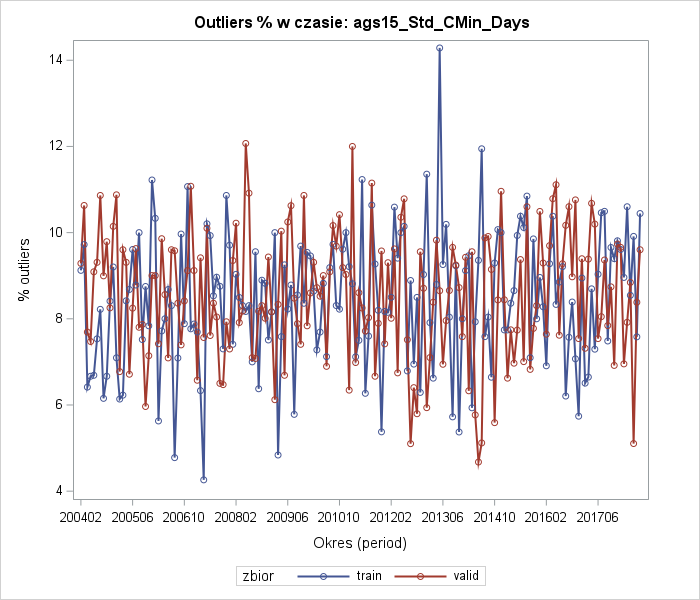 Outliers % w czasie: ags15_Std_CMin_Days
14
12
10
8
6
4
% outliers
200402 200506 200610 200802 200906 201010 201202 201306 201410 201602 201706
Okres (period)
zbior train valid